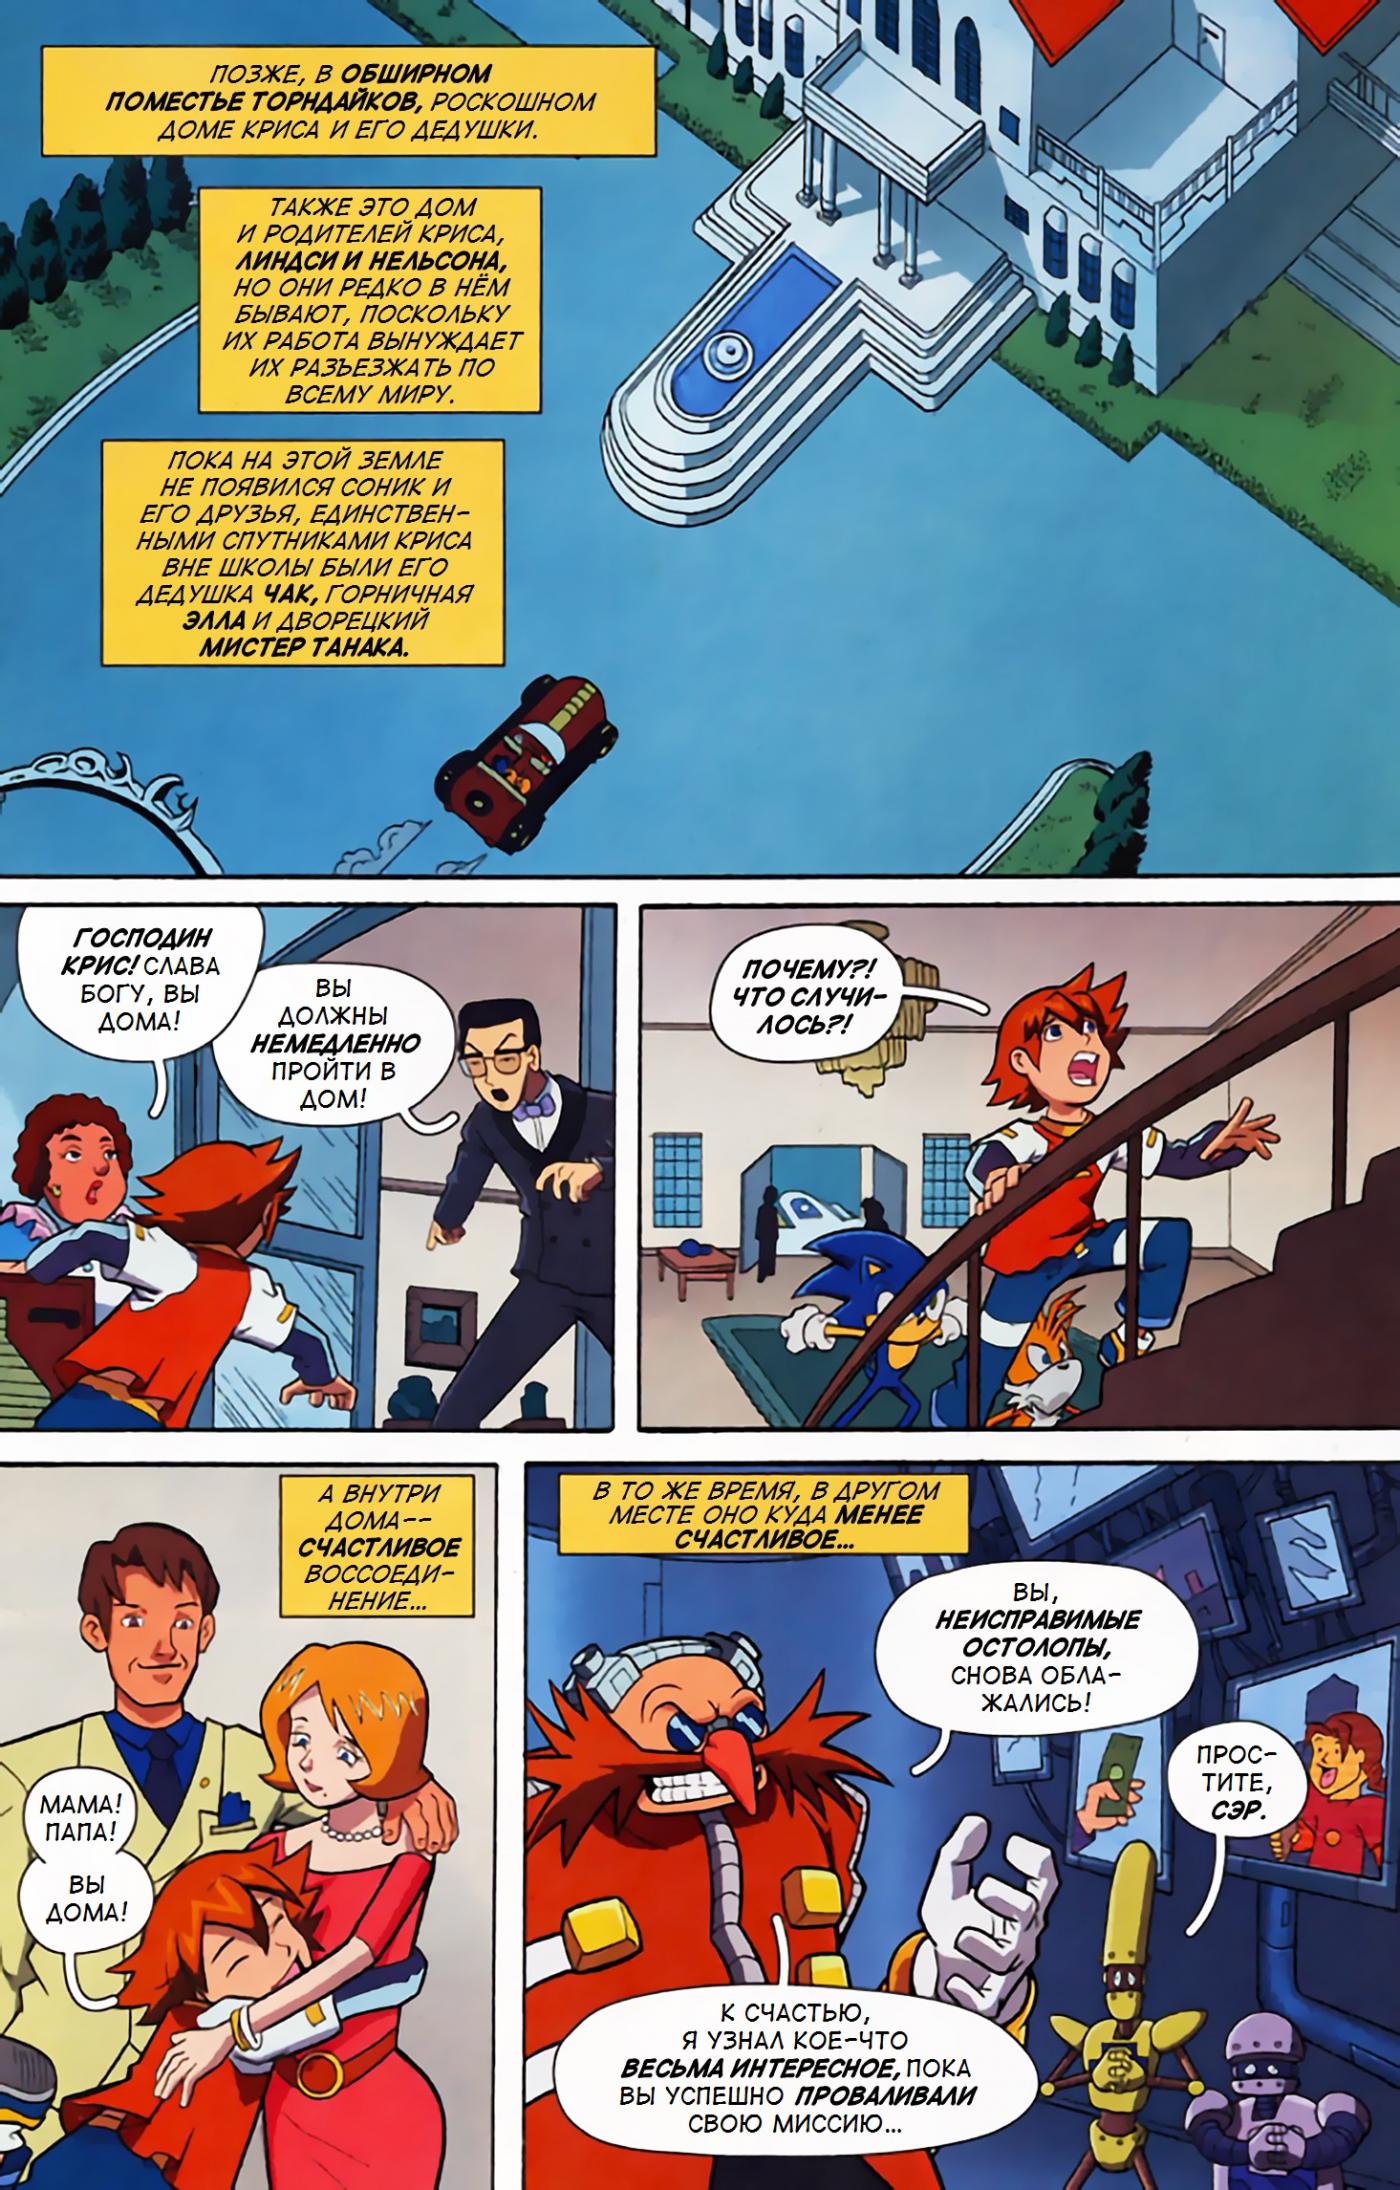 ПОЗЖЕ, В ОБШИРНОМ
ПОМЕСТЬЕ ТОРНДАЙКОВ, РОСКОШНОМ
ДОМЕ КРИСА И ЕГО ДЕДУШКИ.
ТАКЖЕ ЭТО ДОМ
И РОДИТЕЛЕЙ КРИСА,
ЛИНДСИ И НЕЛЬСОНА,
НО ОНИ РЕДКО В НЁМ
БЫВАЮТ, ПОСКОЛЬКУ
ИХ РАБОТА ВЫНУЖДАЕТ
ИХ РАЗЪЕЗЖАТЬ ПО
ВСЕМУ МИРУ.
ПОКА НА ЭТОЙ ЗЕМЛЕ
НЕ ПОЯВИЛСЯ СОНИК И
ЕГО ДРУЗЬЯ, ЕДИНСТВЕН-
НЫМИ СПУТНИКАМИ КРИСА
ВНЕ ШКОЛЫ БЫЛИ ЕГО
ДЕДУШКА ЧАК, ГОРНИЧНАЯ
ЭЛЛА И ДВОРЕЦКИЙ
МИСТЕР ТАНАКА.
ГОСПОДИН
КРИС! СЛАВА
БОГУ, ВЫ
ДОМА!
ВЫ
ДОЛЖНЫ
НЕМЕДЛЕННО
ПРОЙТИ В
ДОМ!
ПОЧЕМУ?!
ЧТО СЛУЧИ-
ЛОСЬ?!
А ВНУТРИ
ДОМА--
СЧАСТЛИВОЕ
ВОССОЕДИ-
НЕНИЕ...
МАМА!
ПАПА!
ВЫ
ДОМА!
В ТО ЖЕ ВРЕМЯ, В ДРУГОМ
МЕСТЕ ОНО КУДА МЕНЕЕ
СЧАСТЛИВОЕ...
ВЫ,
НЕИСПРАВИМЫЕ
ОСТОЛОПЫ,
СНОВА ОБЛА-
ЖАЛИСЬ!
ПРОС-
ТИТЕ,
СЭР.
К СЧАСТЬЮ,
Я УЗНАЛ КОЕ-ЧТО
ВЕСЬМА ИНТЕРЕСНОЕ, ПОКА
ВЫ УСПЕШНО ПРОВАЛИВАЛИ
СВОЮ МИССИЮ...